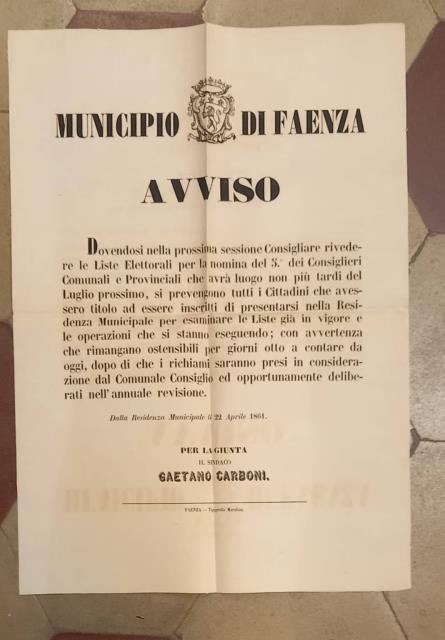 MUNICIPIO DI FAENZA
AVVISO
Dovendosi nella prossima sessione Consigliare rivede-
re le Liste Elettorali per la nomina del 5.° dei Consiglieri
Comunali e Provinciali che avrà luogo non più tardi del
Luglio prossimo, si prevengono tutti i Cittadini che aves-
sero titolo ad essere inscritti di presentarsi nella Resi-
denza Municipale per esaminare le Liste già in vigore e
le operazioni che si stanno eseguendo; con avvertenza
che rimangano ostensibili per giorni otto a contare da
oggi, dopo di che i richiami saranno presi in considera-
zione dal Comunale Consiglio ed opportunamente delibe-
rati nell'annuale revisione.
Dalla Residenza Municipale li 22 Aprile 1861.
PER LA GIUNTA
IL SINDACO
GAETANO CARBONI.
FAENZA — Tipografia Marabini.